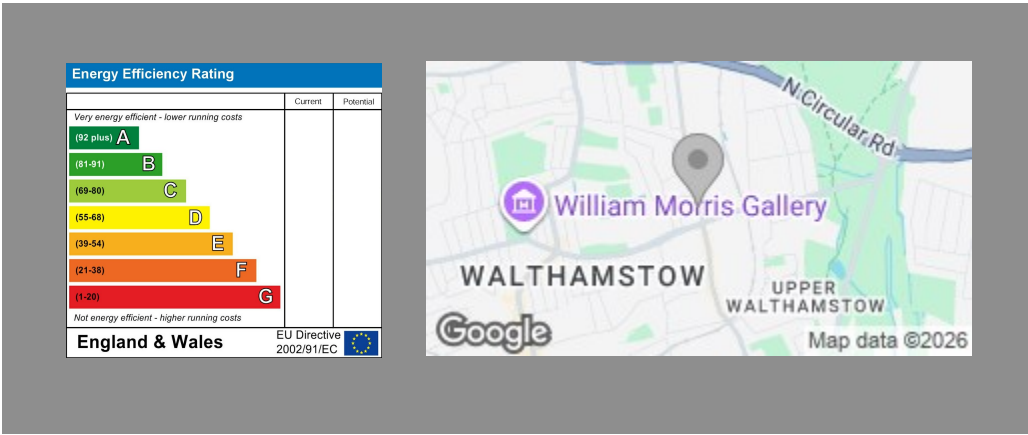 Energy Efficiency Rating
Current Potential
Very energy efficient - lower running costs
(92 plus) A
(81-91) B
(69-80) C
(55-68) D
(39-54) E
(21-38) F
(1-20) G
Not energy efficient - higher running costs
England & Wales
EU Directive
2002/91/EC
N Circular Rd
William Morris Gallery
WALTHAMSTOW
UPPER
WALTHAMSTOW
Google
Map data ©2026